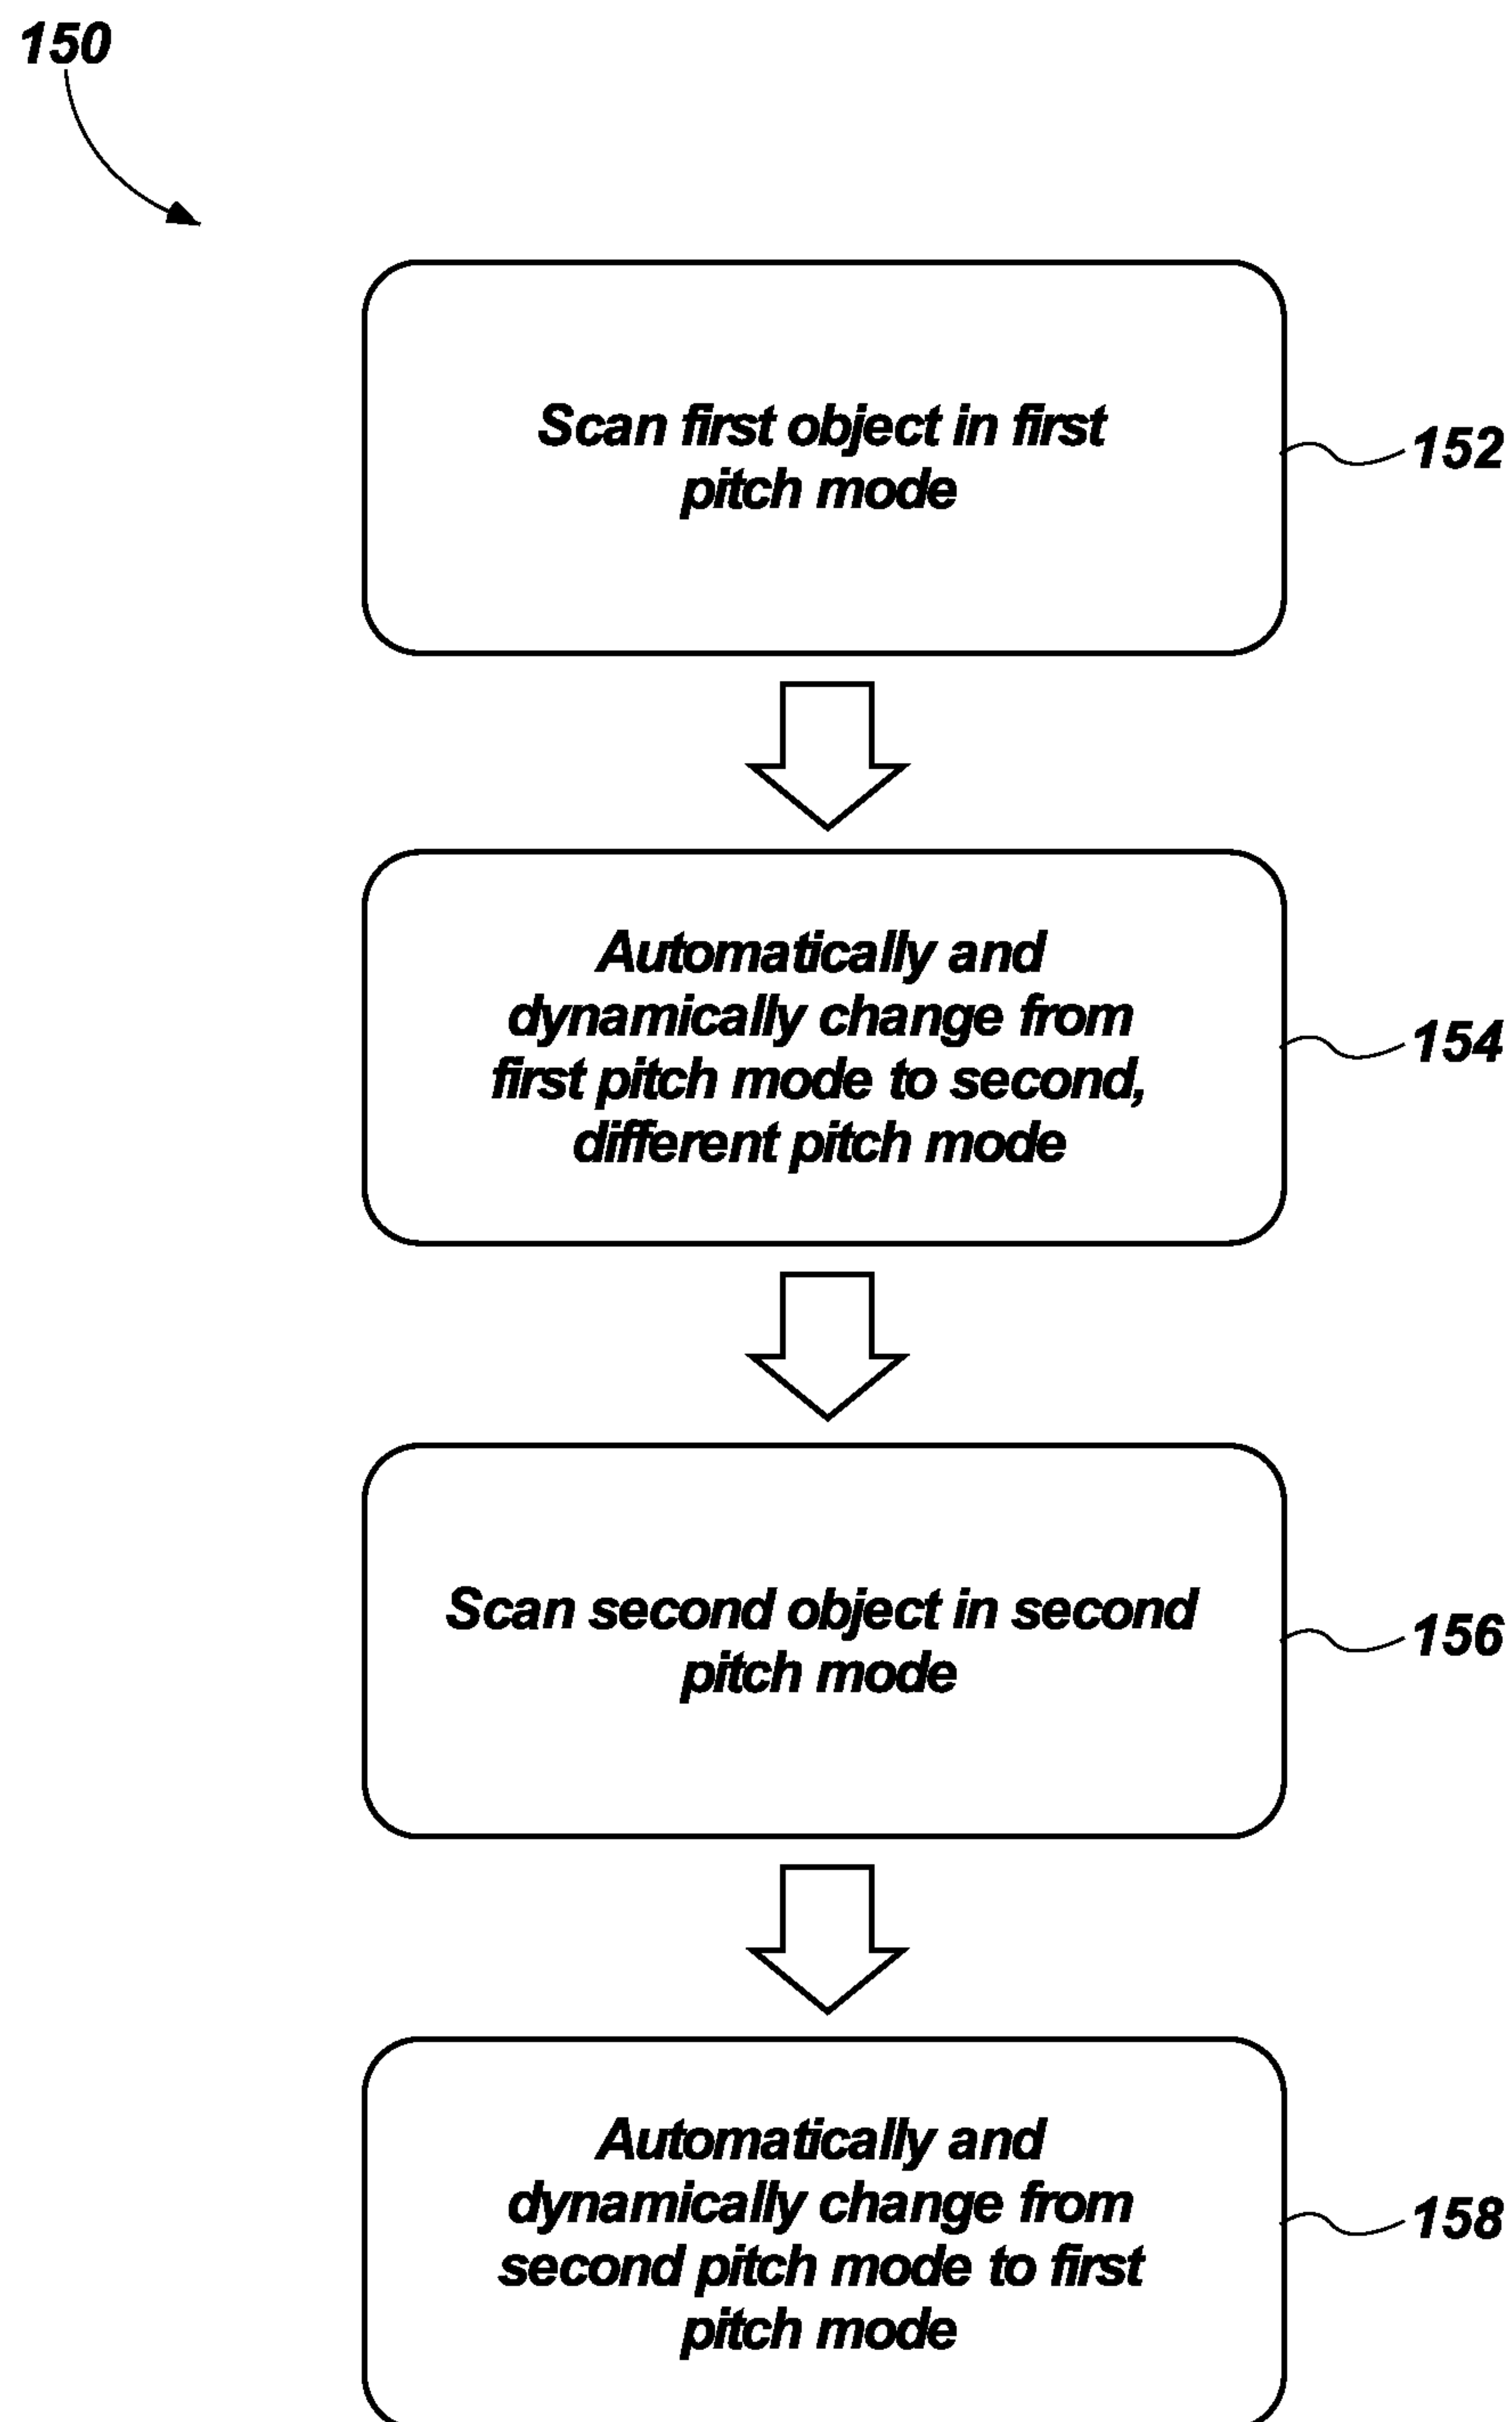 150
Scan first object in first
pitch mode
152
Automatically and
dynamically change from
first pitch mode to second,
different pitch mode
154
Scan second object in second
pitch mode
156
Automatically and
dynamically change from
second pitch mode to first
pitch mode
158